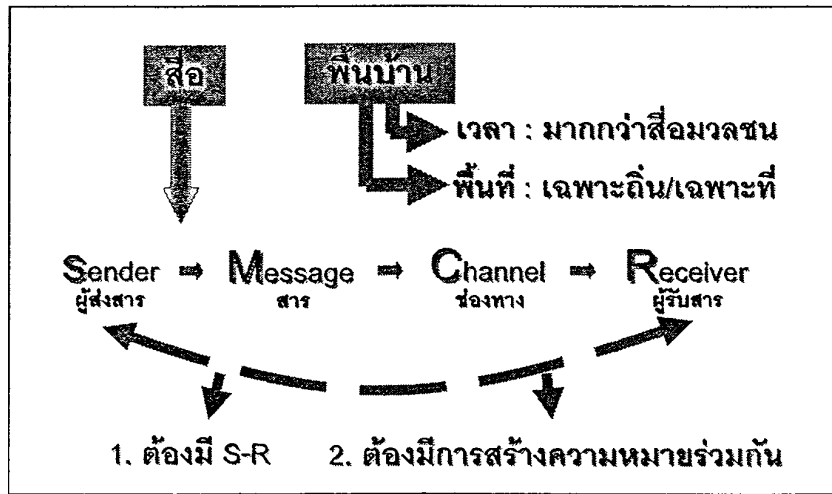 สื่อ พื้นบ้าน
เวลา : มากกว่าสื่อมวลชน
พื้นที่ : เฉพาะถิ่น/เฉพาะที่
Sender ➡ Message ➡ Channel ➡ Receiver
ผู้ส่งสาร สาร ช่องทาง ผู้รับสาร
1. ต้องมี S-R 2. ต้องมีการสร้างความหมายร่วมกัน